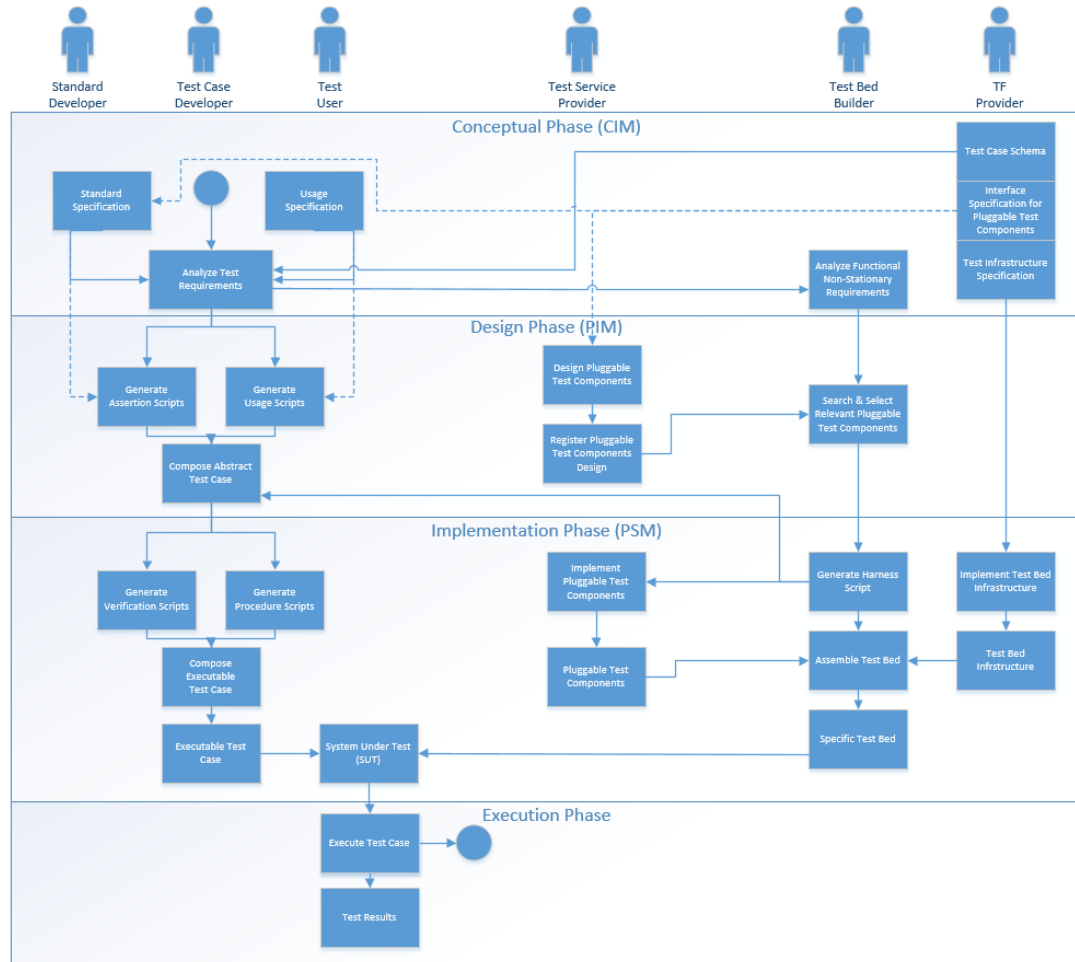 Standard
Developer
Test Case
Developer
Test
User
Test Service
Provider
Test Bed
Builder
TF
Provider
Conceptual Phase (CIM)
Test Case Schema
Interface
Specification for
Pluggable Test
Components
Test Infrastructure
Specification
Standard
Specification
Usage
Specification
Analyze Test
Requirements
Analyze Functional
Non-Stationary
Requirements
Design Phase (PIM)
Generate
Assertion Scripts
Generate
Usage Scripts
Design Pluggable
Test Components
Search & Select
Relevant Pluggable
Test Components
Register Pluggable
Test Components
Design
Compose Abstract
Test Case
Implementation Phase (PSM)
Generate
Verification Scripts
Generate
Procedure Scripts
Implement
Pluggable Test
Components
Generate Harness
Script
Implement Test Bed
Infrastructure
Compose
Executable
Test Case
Pluggable Test
Components
Assemble Test Bed
Test Bed
Infrstructure
Executable Test
Case
System Under Test
(SUT)
Specific Test Bed
Execution Phase
Execute Test Case
Test Results